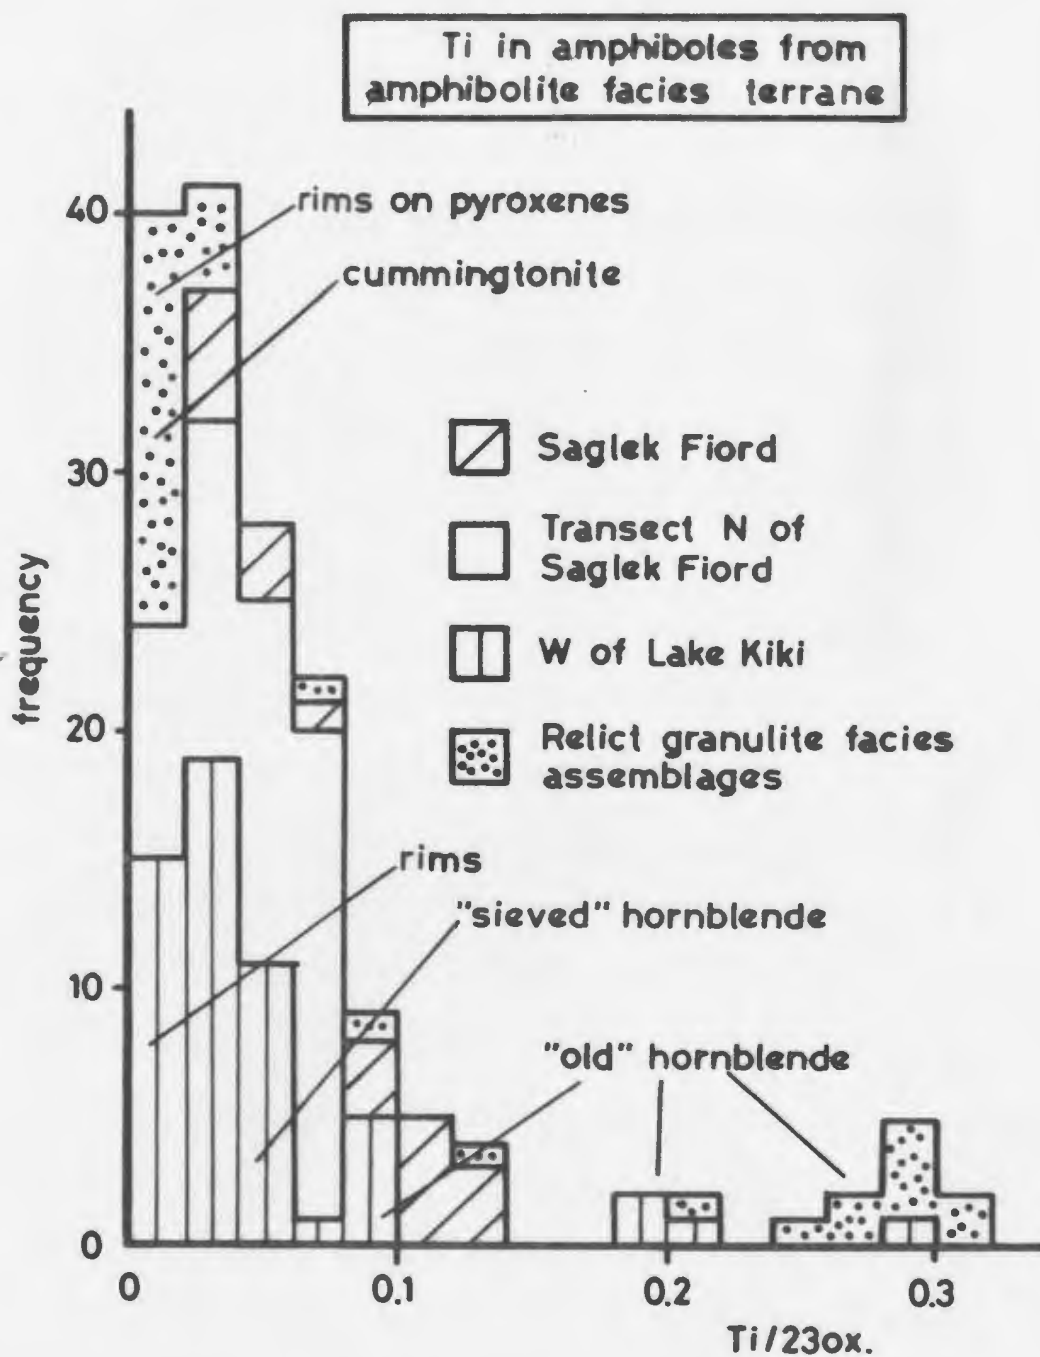 Ti in amphiboles from
amphibolite facies terrane
40
rims on pyroxenes
cummingtonite
Saglek Fiord
30
Transect N of
Saglek Fiord
frequency
W of Lake Kiki
20
Relict granulite facies
assemblages
rims
"sieved" hornblende
10
"old" hornblende
0
0
0.1
0.2
0.3
Ti/23ox.